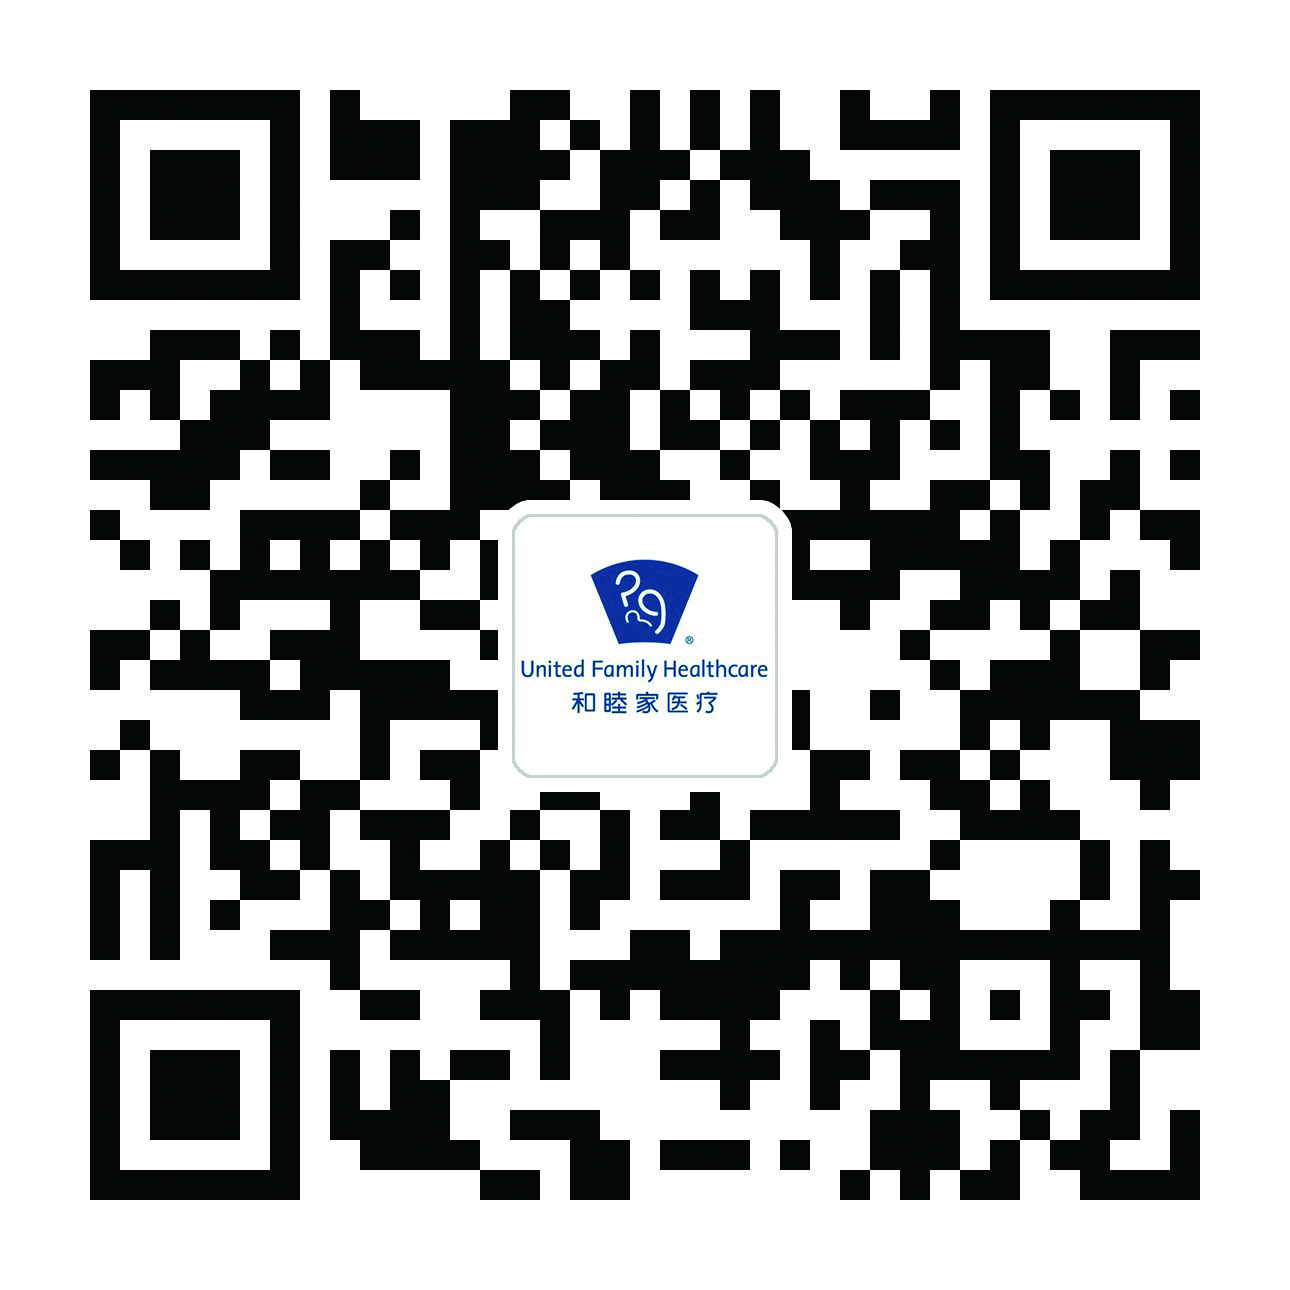 ®
United Family Healthcare
和睦家医疗